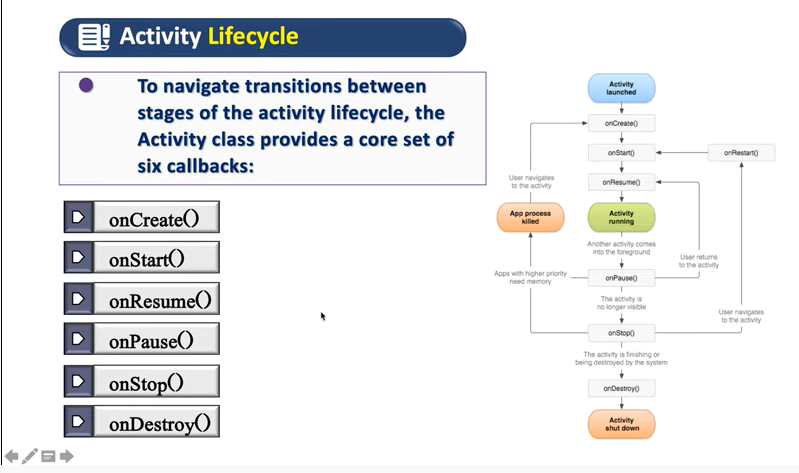 Activity Lifecycle
To navigate transitions between
stages of the activity lifecycle, the
Activity class provides a core set of
six callbacks:
onCreate()
onStart()
onResume()
onPause()
onStop()
onDestroy()
Activity
launched
onCreate()
onStart()
onRestart()
User navigates
to the activity
onResume()
App process
killed
Activity
running
Another activity comes
into the foreground
User returns
to the activity
Apps with higher priority
need memory
onPause()
The activity is
no longer visible
User navigates
to the activity
onStop()
The activity is finishing or
being destroyed by the system
onDestroy()
Activity
shut down